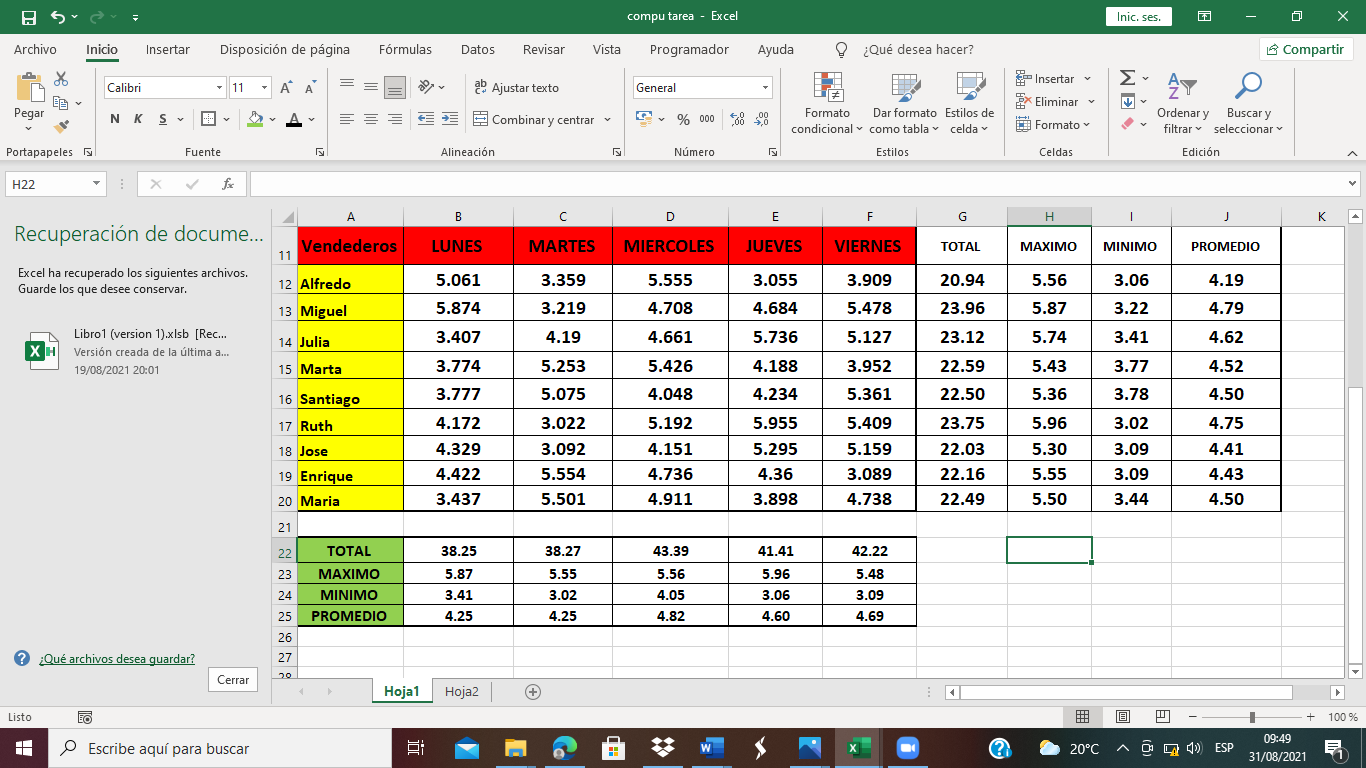 compu tarea - Excel
Inic. ses.
Archivo Inicio Insertar Disposición de página Fórmulas Datos Revisar Vista Programador Ayuda ¿Qué desea hacer? Compartir
Pegar
Calibri 11
N K S
Ajustar texto
Combinar y centrar
General
% 000
Formato condicional
Dar formato como tabla
Estilos de celda
Insertar
Eliminar
Formato
Ordenar y filtrar
Buscar y seleccionar
Portapapeles Fuente Alineación Número Estilos Celdas Edición
H22 fx
Recuperación de docume...
Excel ha recuperado los siguientes archivos.
Guarde los que desee conservar.
Libro1 (version 1).xlsb [Rec...
Versión creada de la última a...
19/08/2021 20:01
¿Qué archivos desea guardar?
Cerrar
A B C D E F G H I J K
11 Vendederos LUNES MARTES MIERCOLES JUEVES VIERNES TOTAL MAXIMO MINIMO PROMEDIO
12 Alfredo 5.061 3.359 5.555 3.055 3.909 20.94 5.56 3.06 4.19
13 Miguel 5.874 3.219 4.708 4.684 5.478 23.96 5.87 3.22 4.79
14 Julia 3.407 4.19 4.661 5.736 5.127 23.12 5.74 3.41 4.62
15 Marta 3.774 5.253 5.426 4.188 3.952 22.59 5.43 3.77 4.52
16 Santiago 3.777 5.075 4.048 4.234 5.361 22.50 5.36 3.78 4.50
17 Ruth 4.172 3.022 5.192 5.955 5.409 23.75 5.96 3.02 4.75
18 Jose 4.329 3.092 4.151 5.295 5.159 22.03 5.30 3.09 4.41
19 Enrique 4.422 5.554 4.736 4.36 3.089 22.16 5.55 3.09 4.43
20 Maria 3.437 5.501 4.911 3.898 4.738 22.49 5.50 3.44 4.50
21
22 TOTAL 38.25 38.27 43.39 41.41 42.22
23 MAXIMO 5.87 5.55 5.56 5.96 5.48
24 MINIMO 3.41 3.02 4.05 3.06 3.09
25 PROMEDIO 4.25 4.25 4.82 4.60 4.69
26
27
28
Hoja1 Hoja2
Listo 100 %
Escribe aquí para buscar
20°C ESP
09:49
31/08/2021
1